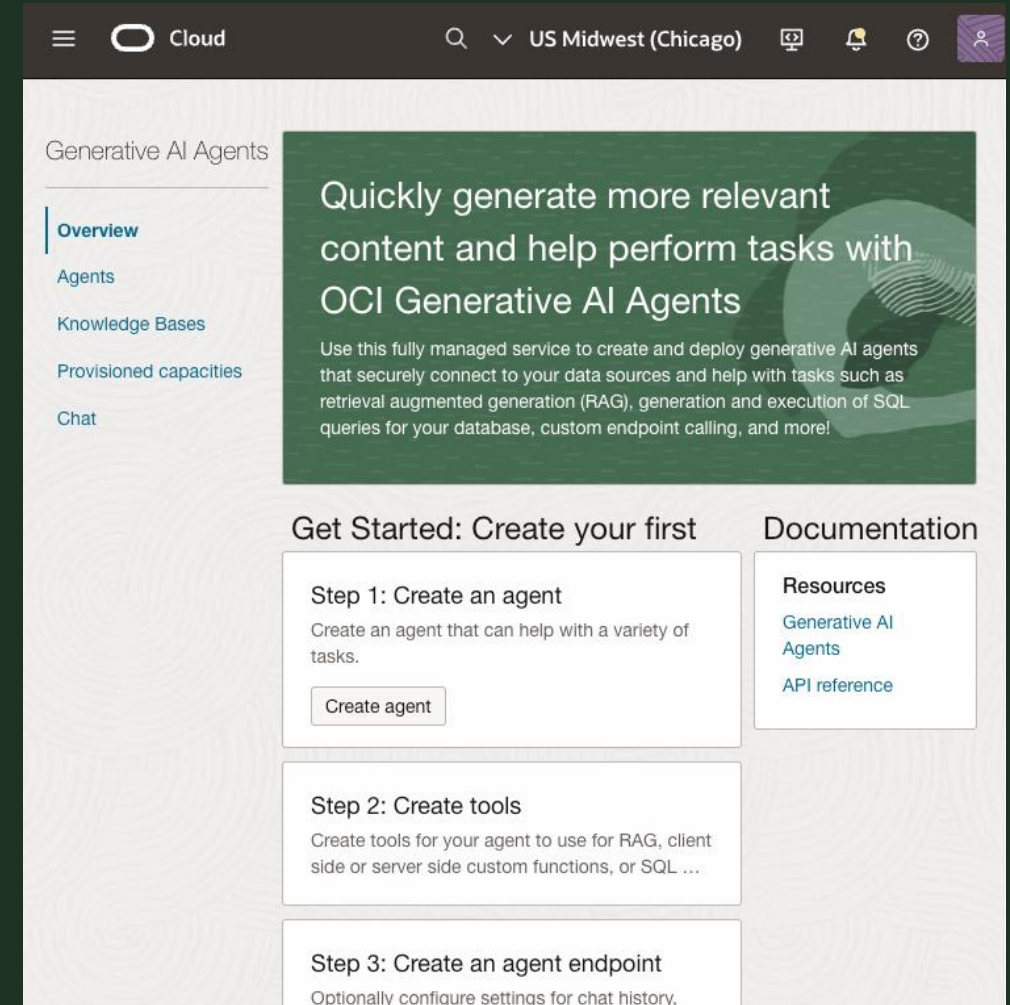 Cloud
US Midwest (Chicago)
Generative AI Agents
Overview
Agents
Knowledge Bases
Provisioned capacities
Chat
Quickly generate more relevant
content and help perform tasks with
OCI Generative AI Agents
Use this fully managed service to create and deploy generative AI agents
that securely connect to your data sources and help with tasks such as
retrieval augmented generation (RAG), generation and execution of SQL
queries for your database, custom endpoint calling, and more!
Get Started: Create your first
Step 1: Create an agent
Create an agent that can help with a variety of
tasks.
Create agent
Step 2: Create tools
Create tools for your agent to use for RAG, client
side or server side custom functions, or SQL ...
Step 3: Create an agent endpoint
Optionally configure settings for chat history,
Documentation
Resources
Generative AI
Agents
API reference